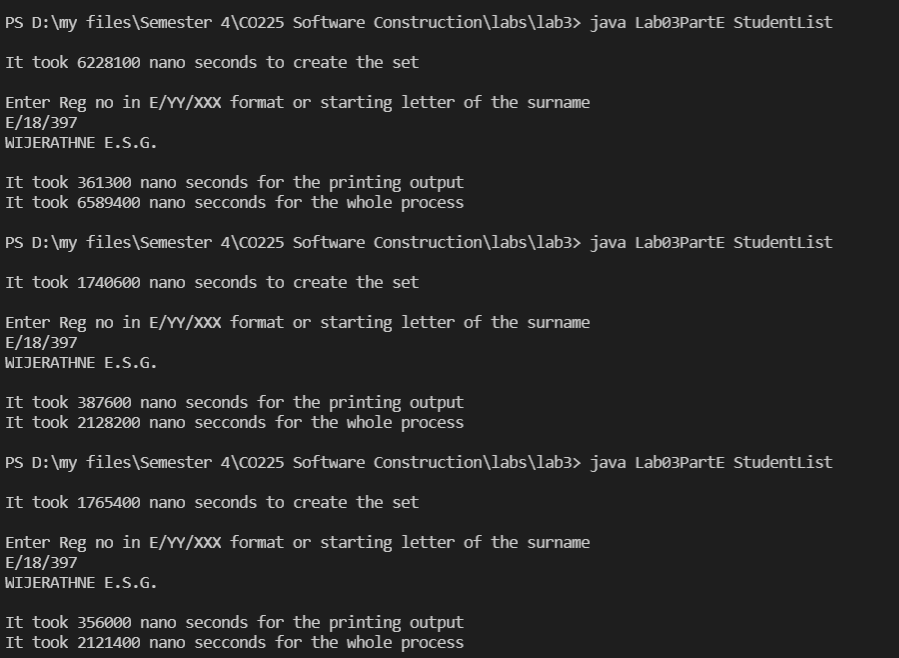 PS D:\my files\Semester 4\CO225 Software Construction\labs\lab3> java Lab03PartE StudentList
It took 6228100 nano seconds to create the set
Enter Reg no in E/YY/XXX format or starting letter of the surname
E/18/397
WIJERATHNE E.S.G.
It took 361300 nano seconds for the printing output
It took 6589400 nano secconds for the whole process
PS D:\my files\Semester 4\CO225 Software Construction\labs\lab3> java Lab03PartE StudentList
It took 1740600 nano seconds to create the set
Enter Reg no in E/YY/XXX format or starting letter of the surname
E/18/397
WIJERATHNE E.S.G.
It took 387600 nano seconds for the printing output
It took 2128200 nano secconds for the whole process
PS D:\my files\Semester 4\CO225 Software Construction\labs\lab3> java Lab03PartE StudentList
It took 1765400 nano seconds to create the set
Enter Reg no in E/YY/XXX format or starting letter of the surname
E/18/397
WIJERATHNE E.S.G.
It took 356000 nano seconds for the printing output
It took 2121400 nano secconds for the whole process